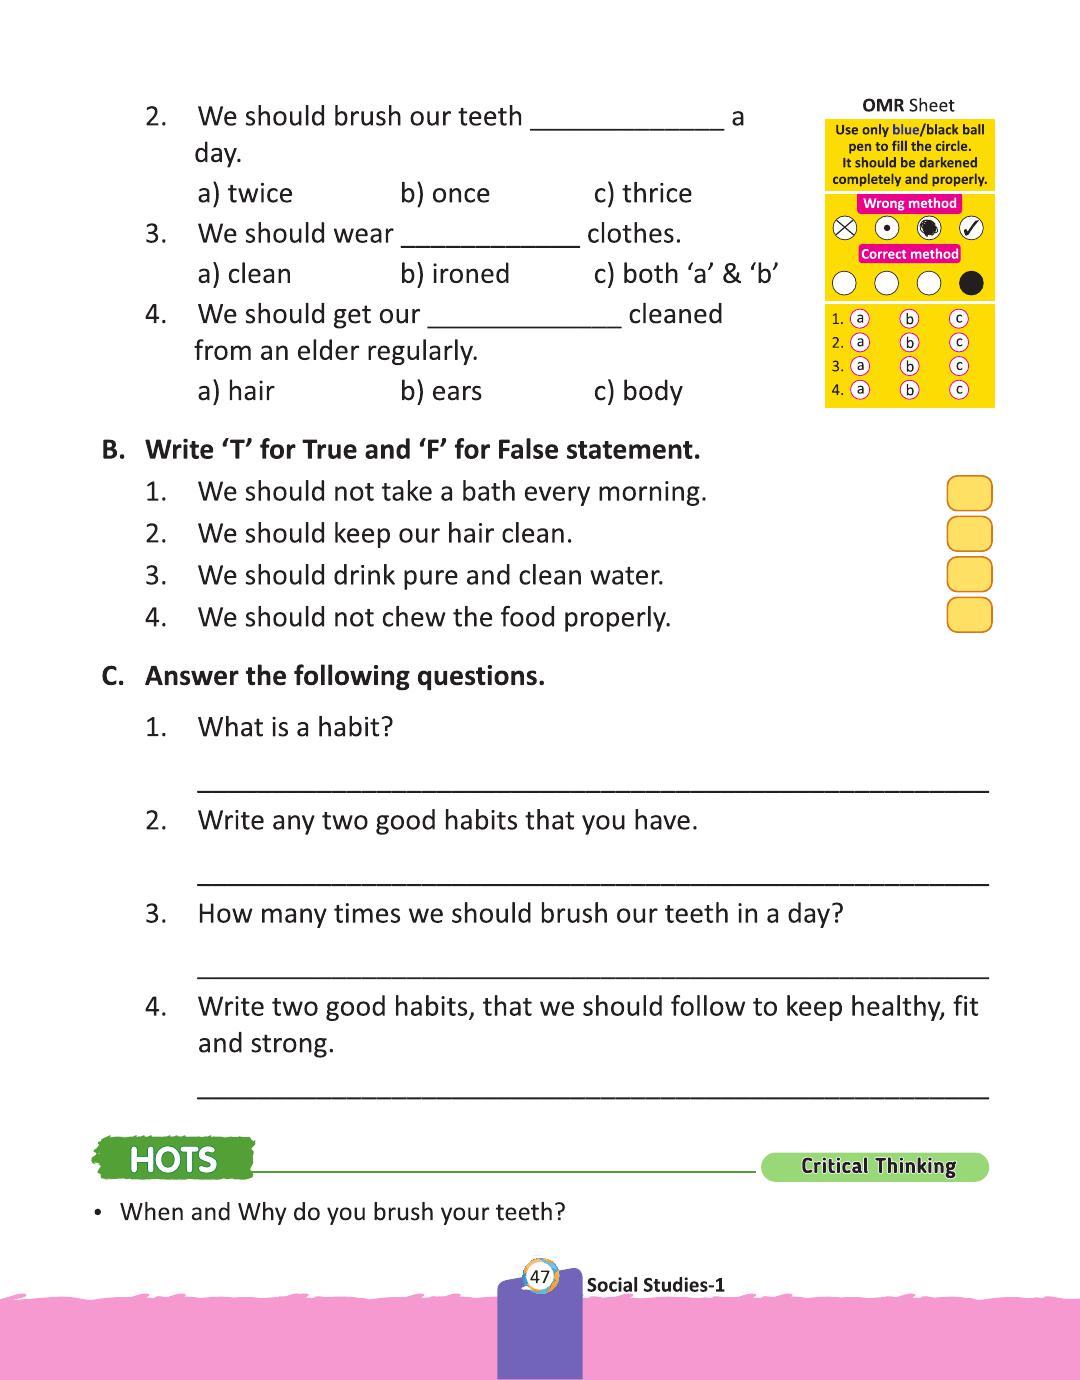 2. We should brush our teeth _____________ a
day.
a) twice b) once c) thrice
3. We should wear ____________ clothes.
a) clean b) ironed c) both ‘a’ & ‘b’
4. We should get our _____________ cleaned
from an elder regularly.
a) hair b) ears c) body
OMR Sheet
Use only blue/black ball
pen to fill the circle.
It should be darkened
completely and properly.
Wrong method
Correct method
1. a b c
2. a b c
3. a b c
4. a b c
B. Write ‘T’ for True and ‘F’ for False statement.
1. We should not take a bath every morning.
2. We should keep our hair clean.
3. We should drink pure and clean water.
4. We should not chew the food properly.
C. Answer the following questions.
1. What is a habit?
2. Write any two good habits that you have.
3. How many times we should brush our teeth in a day?
4. Write two good habits, that we should follow to keep healthy, fit
and strong.
HOTS
Critical Thinking
• When and Why do you brush your teeth?
47
Social Studies-1